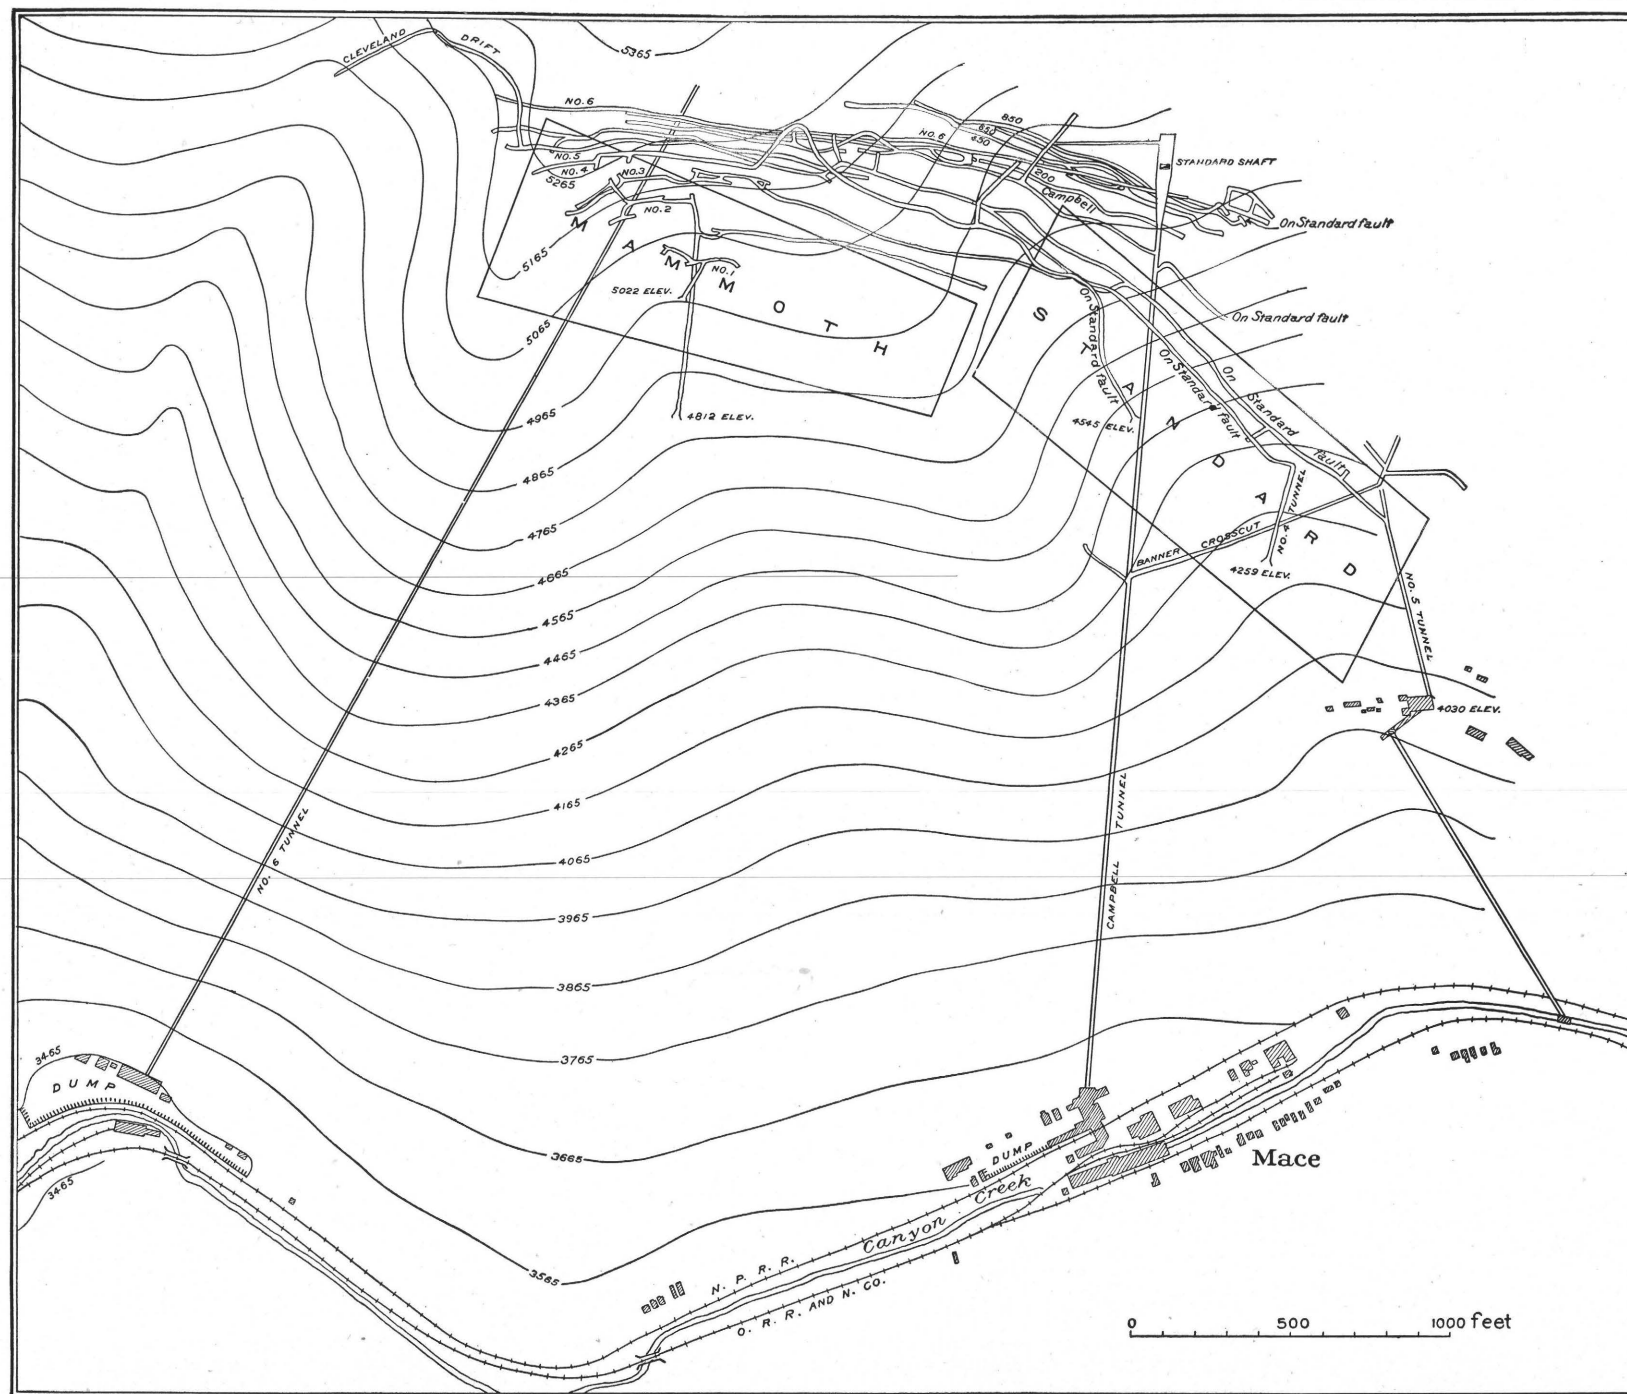 5365
CLEVELAND
DRIFT
NO. 6
850
650
450
NO. 6
STANDARD SHAFT
NO. 5
NO. 4
NO. 3
5265
200
Campbell
NO. 2
On Standard fault
MAMMOTH
5165
NO. 1
5022 ELEV.
STANDARD
On Standard fault
On Standard fault
On Standard fault
On Standard fault
5065
4965
4812 ELEV.
4545 ELEV.
4865
4765
NO. 4 TUNNEL
BANNER CROSSCUT
4259 ELEV.
4665
NO. 5 TUNNEL
4565
4465
4365
4030 ELEV.
4265
4165
NO. 6 TUNNEL
CAMPBELL TUNNEL
4065
3965
3865
3765
3465
DUMP
3665
DUMP
Mace
3465
Canyon Creek
3565
N. P. R. R.
O. R. R. AND N. CO.
0 500 1000 feet